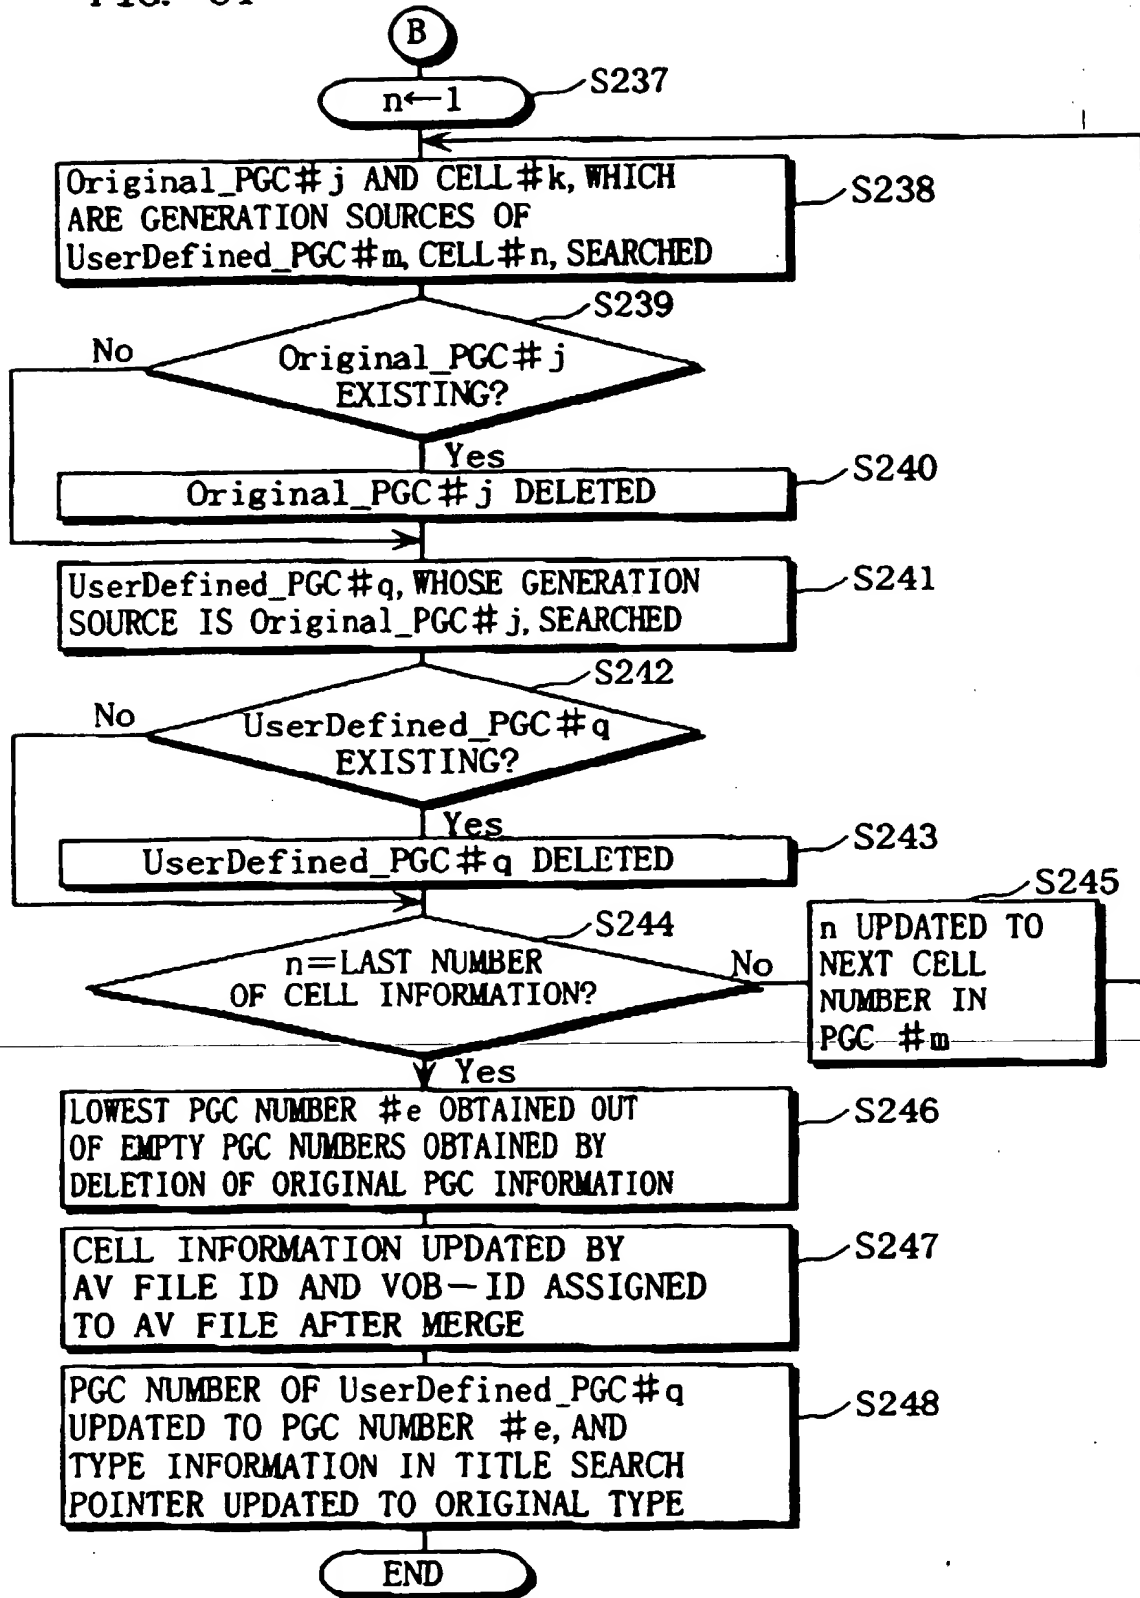 B
n←1
S237
Original_PGC#j AND CELL#k, WHICH
ARE GENERATION SOURCES OF
UserDefined_PGC#m, CELL#n, SEARCHED
S238
S239
No
Original_PGC#j
EXISTING?
Yes
Original_PGC#j DELETED
S240
UserDefined_PGC#q, WHOSE GENERATION
SOURCE IS Original_PGC#j, SEARCHED
S241
S242
No
UserDefined_PGC#q
EXISTING?
Yes
UserDefined_PGC#q DELETED
S243
S244
n=LAST NUMBER
OF CELL INFORMATION?
No
S245
n UPDATED TO
NEXT CELL
NUMBER IN
PGC #m
Yes
LOWEST PGC NUMBER #e OBTAINED OUT
OF EMPTY PGC NUMBERS OBTAINED BY
DELETION OF ORIGINAL PGC INFORMATION
S246
CELL INFORMATION UPDATED BY
AV FILE ID AND VOB-ID ASSIGNED
TO AV FILE AFTER MERGE
S247
PGC NUMBER OF UserDefined_PGC#q
UPDATED TO PGC NUMBER #e, AND
TYPE INFORMATION IN TITLE SEARCH
POINTER UPDATED TO ORIGINAL TYPE
S248
END